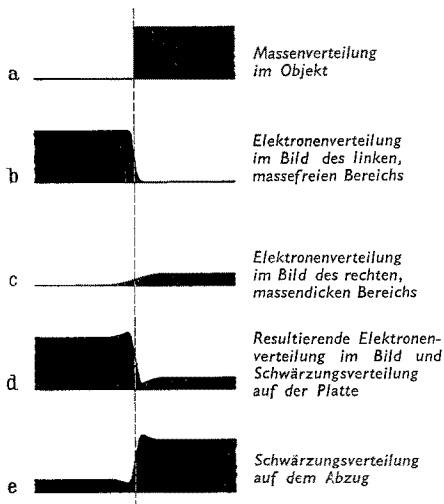 a
Massenverteilung
im Objekt
b
Elektronenverteilung
im Bild des linken,
massefreien Bereichs
c
Elektronenverteilung
im Bild des rechten,
massendicken Bereichs
d
Resultierende Elektronen-
verteilung im Bild und
Schwärzungsverteilung
auf der Platte
e
Schwärzungsverteilung
auf dem Abzug